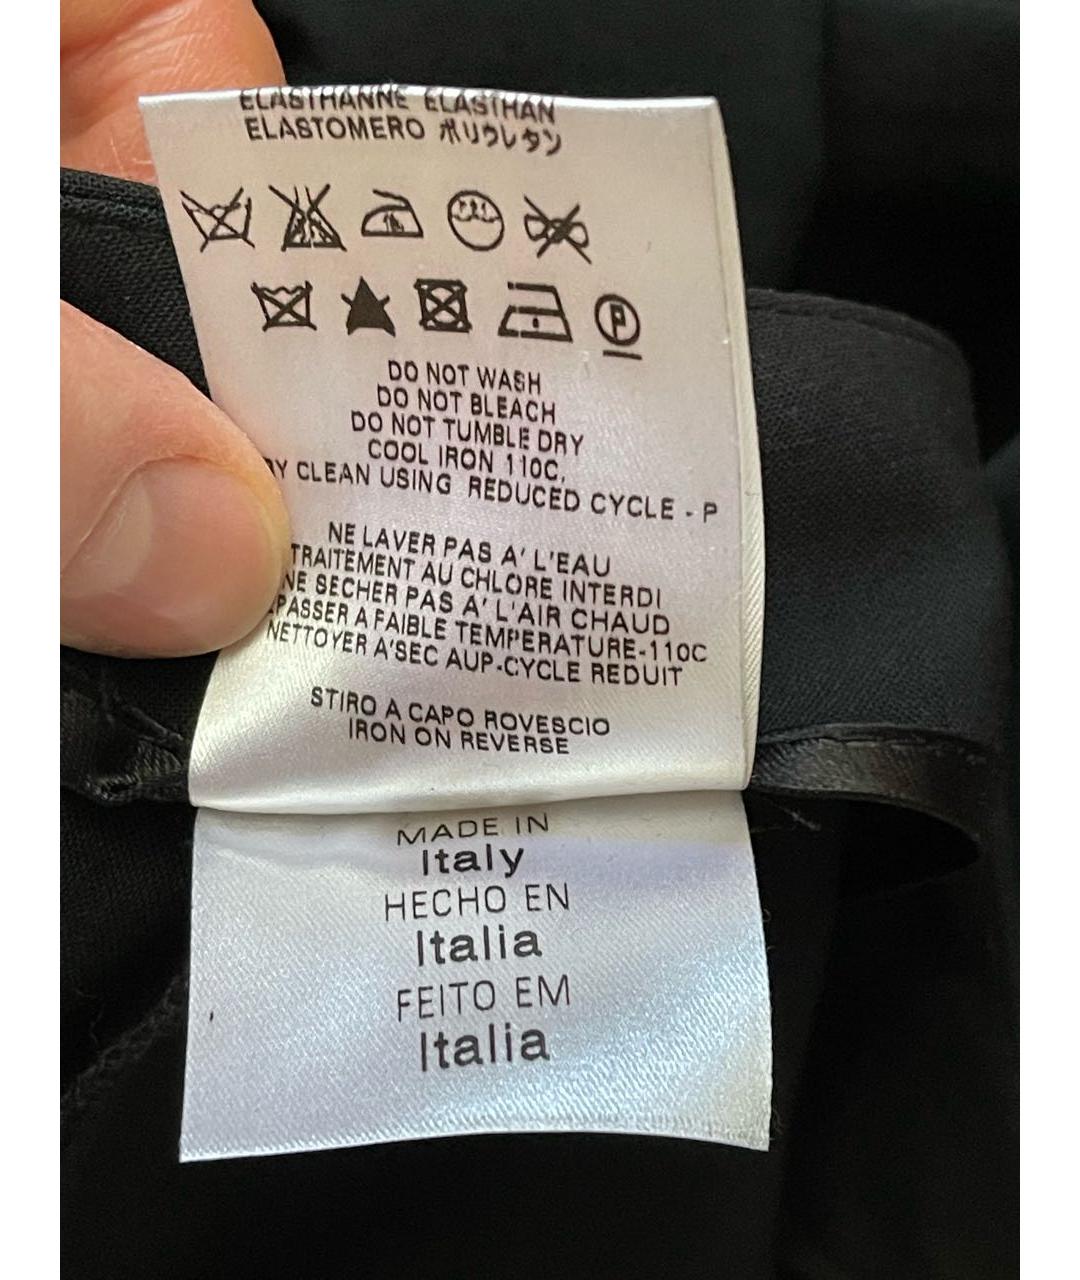 ELASTHANNE ELASTHAN
ELASTOMERO ポリウレタン
P
DO NOT WASH
DO NOT BLEACH
DO NOT TUMBLE DRY
COOL IRON 110C,
RY CLEAN USING REDUCED CYCLE - P
NE LAVER PAS A' L'EAU
TRAITEMENT AU CHLORE INTERDI
NE SECHER PAS A' L'AIR CHAUD
EPASSER A FAIBLE TEMPERATURE-110C
NETTOYER A'SEC AUP-CYCLE REDUIT
STIRO A CAPO ROVESCIO
IRON ON REVERSE
MADE IN
Italy
HECHO EN
Italia
FEITO EM
Italia